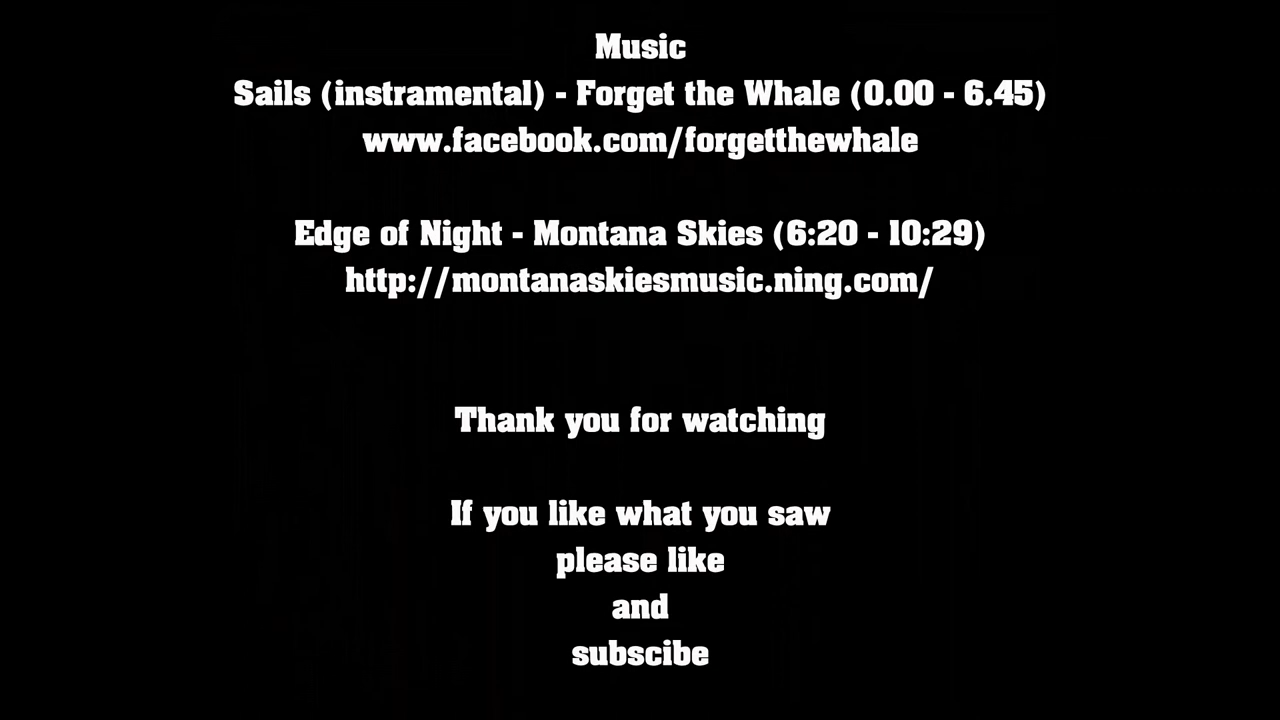 Music
Sails (instramental) - Forget the Whale (0.00 - 6.45)
www.facebook.com/forgetthewhale
Edge of Night - Montana Skies (6:20 - 10:29)
http://montanaskiesmusic.ning.com/
Thank you for watching
If you like what you saw
please like
and
subscibe